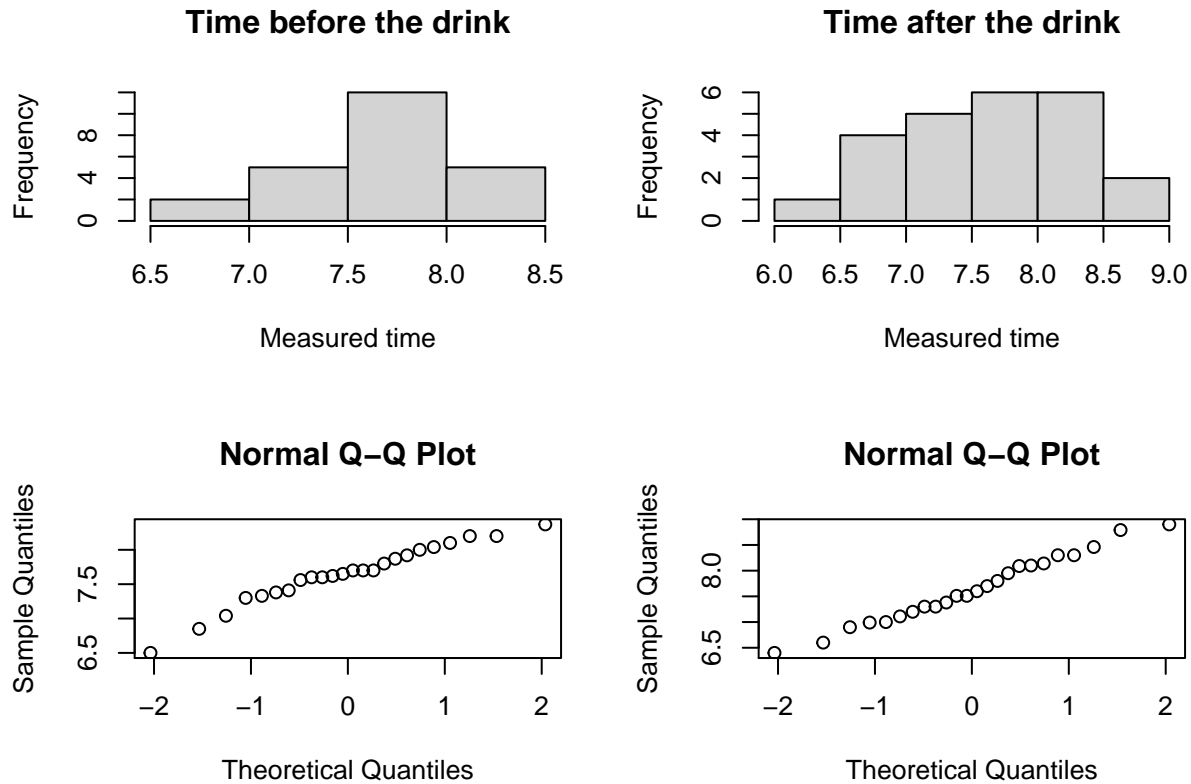 Time before the drink
Frequency
0 4 8
6.5 7.0 7.5 8.0 8.5
Measured time
Time after the drink
Frequency
0 2 4 6
6.0 6.5 7.0 7.5 8.0 8.5 9.0
Measured time
Normal Q−Q Plot
Sample Quantiles
6.5 7.5
−2 −1 0 1 2
Theoretical Quantiles
Normal Q−Q Plot
Sample Quantiles
6.5 8.0
−2 −1 0 1 2
Theoretical Quantiles